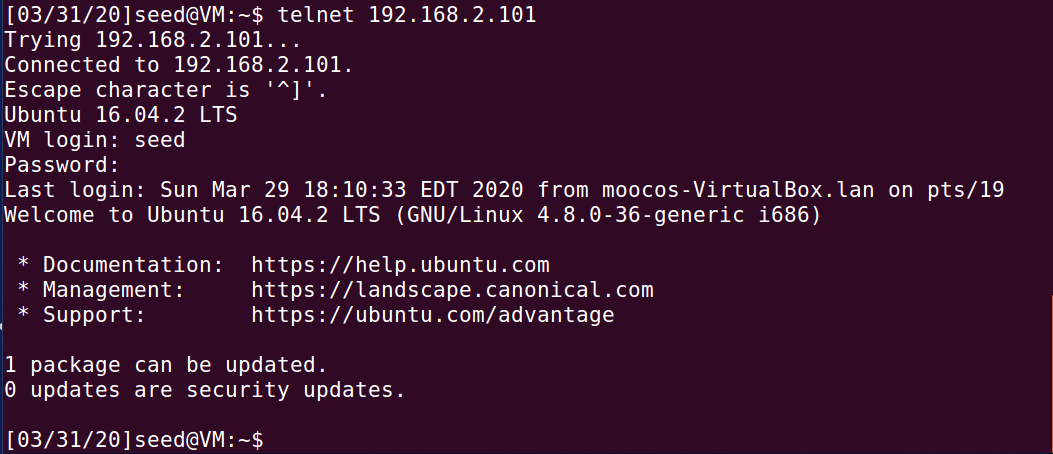 [03/31/20]seed@VM:~$ telnet 192.168.2.101
Trying 192.168.2.101...
Connected to 192.168.2.101.
Escape character is '^]'.
Ubuntu 16.04.2 LTS
VM login: seed
Password:
Last login: Sun Mar 29 18:10:33 EDT 2020 from moocos-VirtualBox.lan on pts/19
Welcome to Ubuntu 16.04.2 LTS (GNU/Linux 4.8.0-36-generic i686)
 * Documentation:  https://help.ubuntu.com
 * Management:     https://landscape.canonical.com
 * Support:        https://ubuntu.com/advantage
1 package can be updated.
0 updates are security updates.
[03/31/20]seed@VM:~$